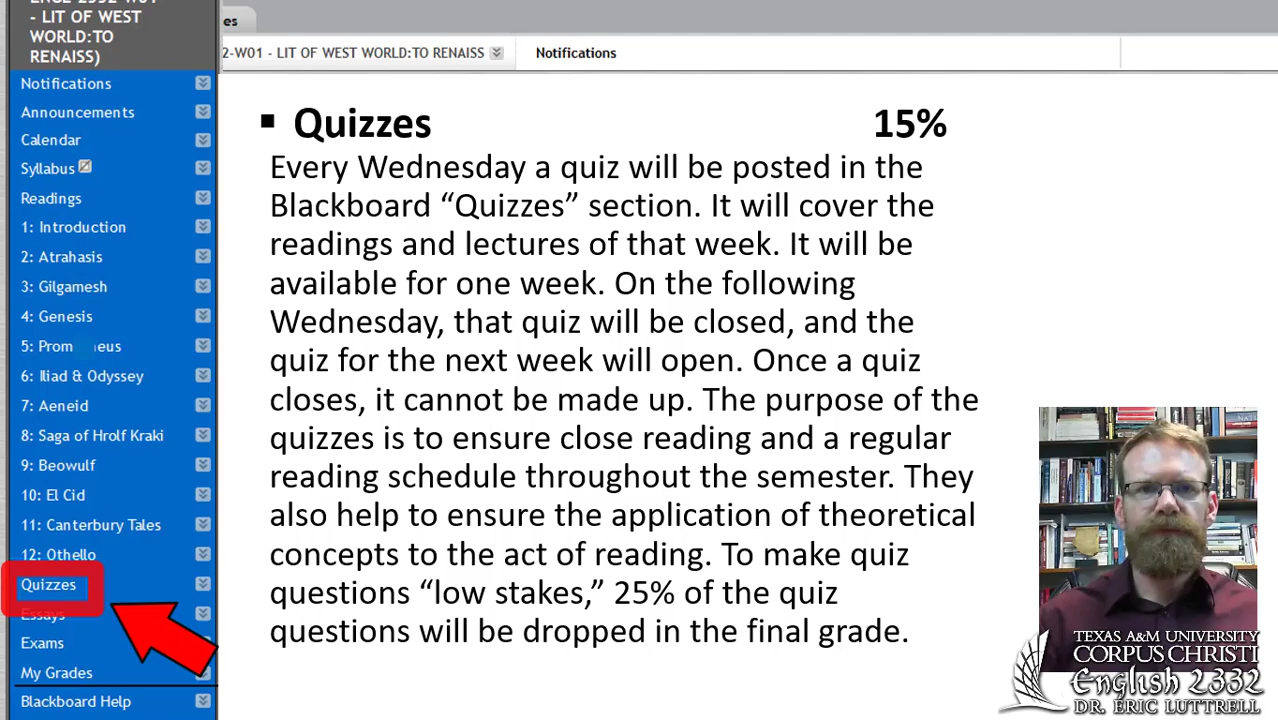 - LIT OF WEST
WORLD:TO
RENAISS)
Notifications
Announcements
Calendar
Syllabus
Readings
1: Introduction
2: Atrahasis
3: Gilgamesh
4: Genesis
5: Prom eus
6: Iliad & Odyssey
7: Aeneid
8: Saga of Hrolf Kraki
9: Beowulf
10: El Cid
11: Canterbury Tales
12: Othello
Quizzes
Essays
Exams
My Grades
Blackboard Help
es
2-W01 - LIT OF WEST WORLD:TO RENAISS
Notifications
▪ Quizzes 15%
Every Wednesday a quiz will be posted in the
Blackboard “Quizzes” section. It will cover the
readings and lectures of that week. It will be
available for one week. On the following
Wednesday, that quiz will be closed, and the
quiz for the next week will open. Once a quiz
closes, it cannot be made up. The purpose of the
quizzes is to ensure close reading and a regular
reading schedule throughout the semester. They
also help to ensure the application of theoretical
concepts to the act of reading. To make quiz
questions “low stakes,” 25% of the quiz
questions will be dropped in the final grade.
TEXAS A&M UNIVERSITY
CORPUS CHRISTI
English 2332
DR. ERIC LUTTRELL